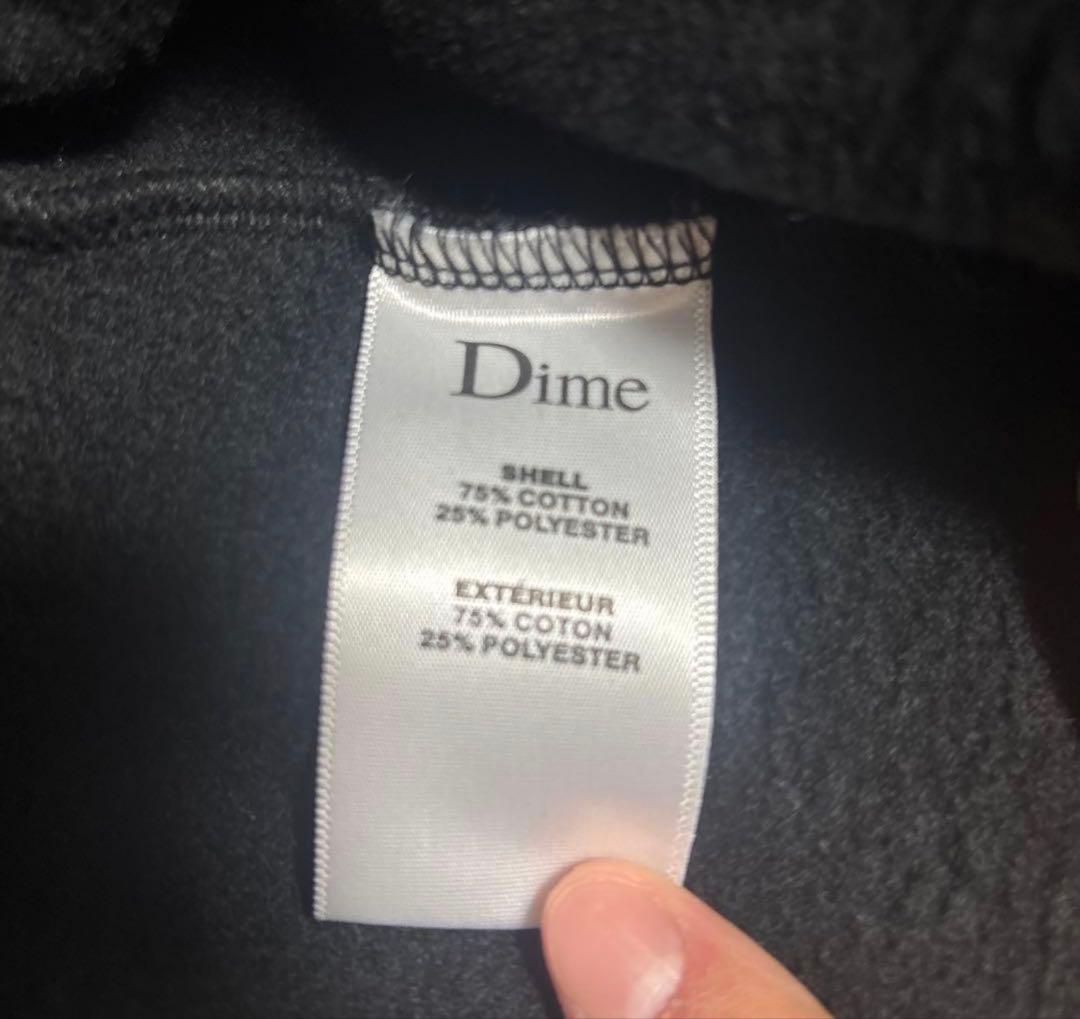 Dime
SHELL
75% COTTON
25% POLYESTER
EXTÉRIEUR
75% COTON
25% POLYESTER